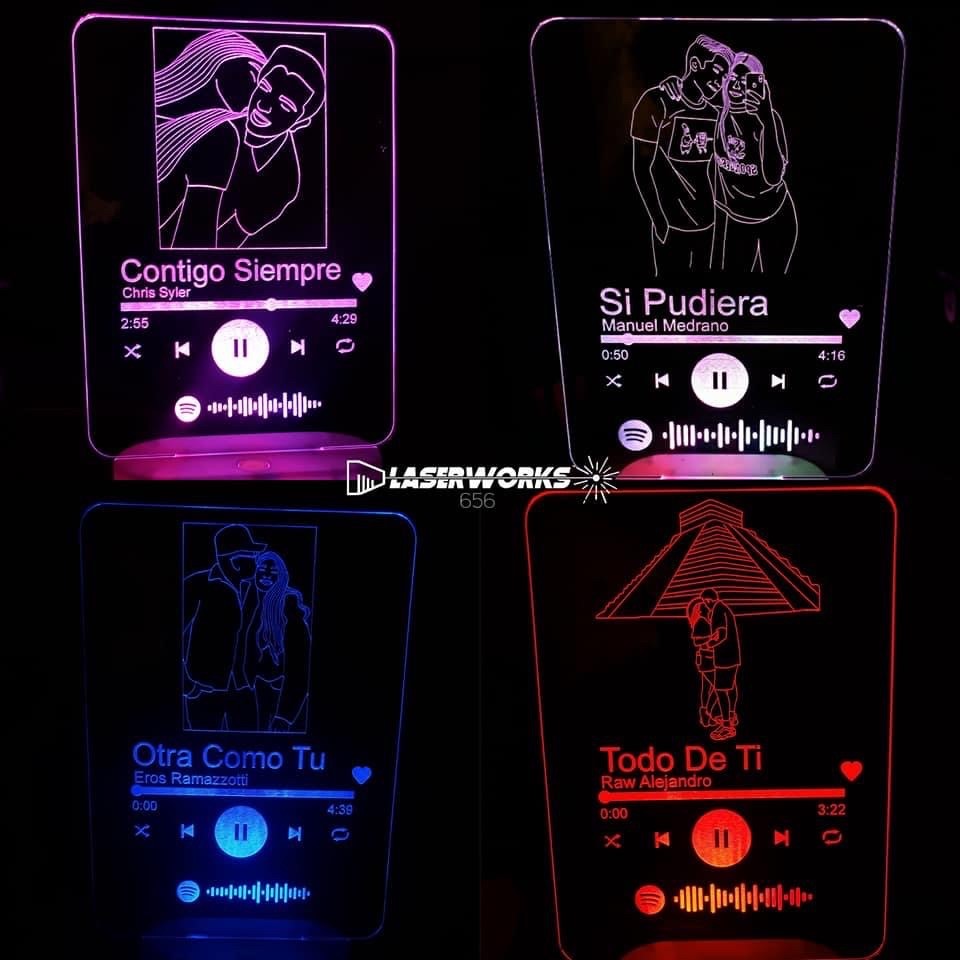 Contigo Siempre
Chris Syler
2:55 4:29
Si Pudiera
Manuel Medrano
0:50 4:16
LASERWORKS
656
Otra Como Tu
Eros Ramazzotti
0:00 4:39
Todo De Ti
Raw Alejandro
0:00 3:22